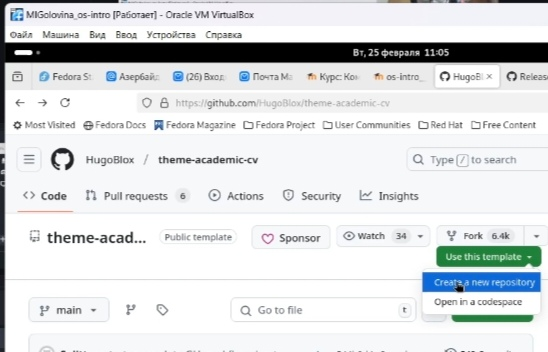 MIGolovina_os-intro [Работает] - Oracle VM VirtualBox
Файл Машина Вид Ввод Устройства Справка
Вт, 25 февраля 11:05
Fedora St Азербайд (26) Вход Почта Ma Курс: Кон os-intro_ HugoBl × Release
https://github.com/HugoBlox/theme-academic-cv
Most Visited Fedora Docs Fedora Magazine Fedora Project User Communities Red Hat Free Content
HugoBlox / theme-academic-cv Type / to search
Code Pull requests 6 Actions Security Insights
theme-acad... Public template Sponsor Watch 34 Fork 6.4k
Use this template
Create a new repository
Open in a codespace
main Go to file t